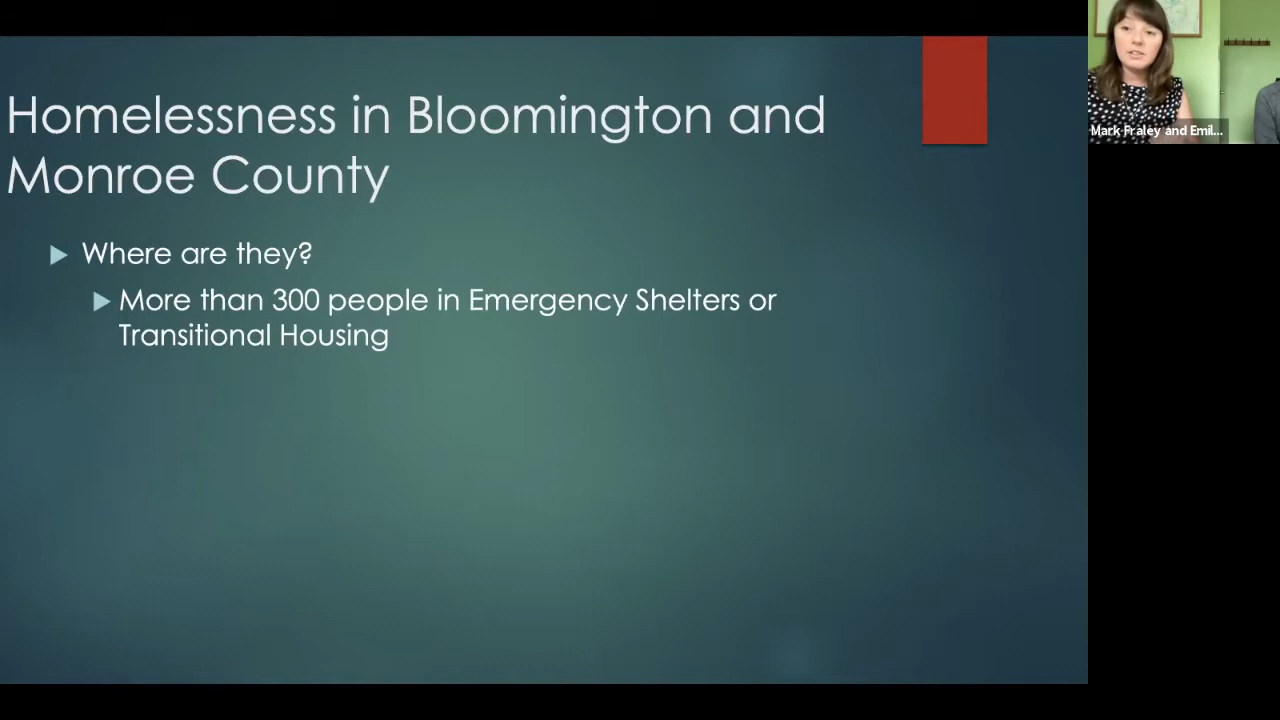 Homelessness in Bloomington and
Monroe County
Where are they?
More than 300 people in Emergency Shelters or
Transitional Housing
Mark Fraley and Emil...